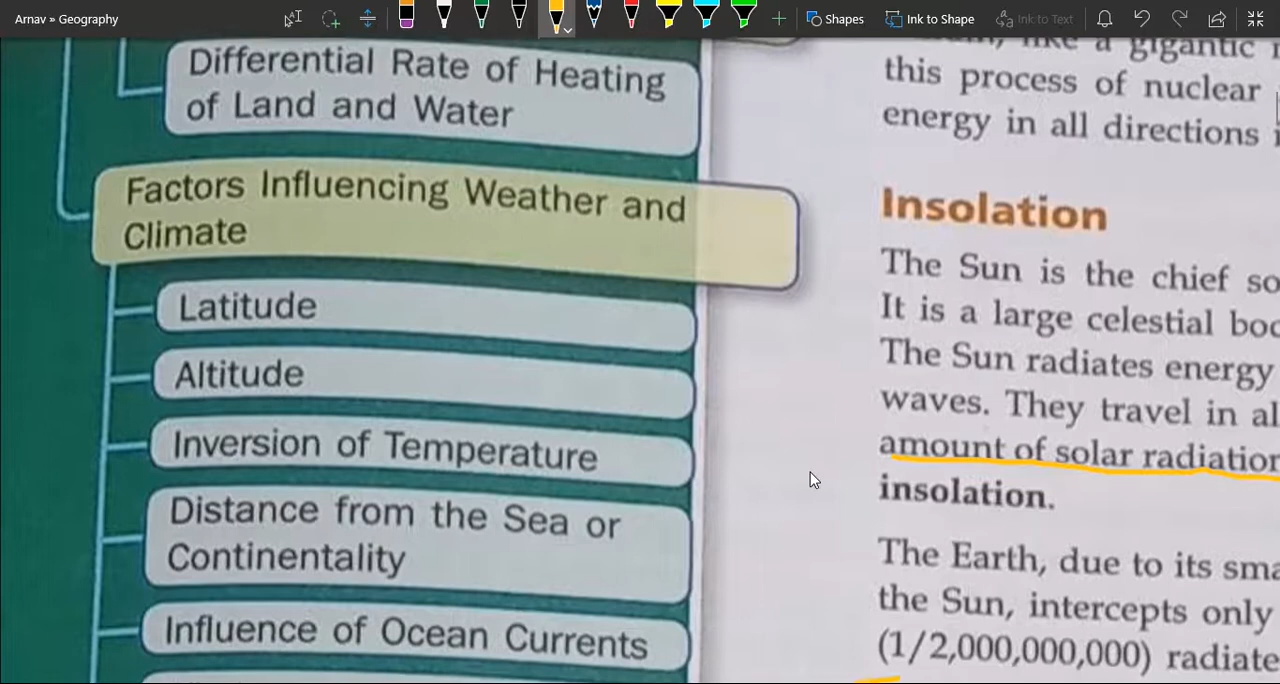 Arnav » Geography
Shapes
Ink to Shape
Ink to Text
Differential Rate of Heating
of Land and Water
Factors Influencing Weather and
Climate
Latitude
Altitude
Inversion of Temperature
Distance from the Sea or
Continentality
Influence of Ocean Currents
like a gigantic
this process of nuclear
energy in all directions
Insolation
The Sun is the chief
It is a large celestial
The Sun radiates energy
waves. They travel in
amount of solar radiation
insolation.
The Earth, due to its
the Sun, intercepts only
(1/2,000,000,000)